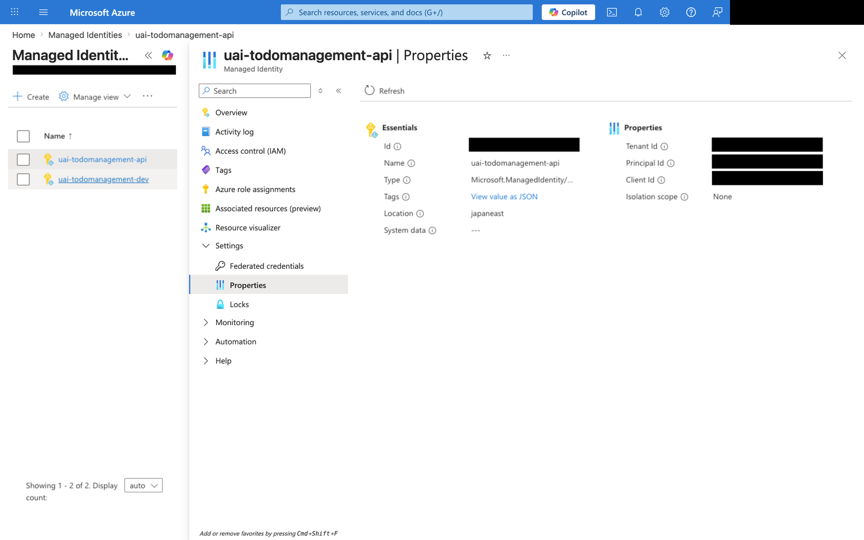 Microsoft Azure
Search resources, services, and docs (G+/)
Copilot
Home > Managed Identities > uai-todomanagement-api
Managed Identit...
Create
Manage view
Name ↑
uai-todomanagement-api
uai-todomanagement-dev
Showing 1 - 2 of 2. Display count:
auto
uai-todomanagement-api | Properties
Managed Identity
Search
Overview
Activity log
Access control (IAM)
Tags
Azure role assignments
Associated resources (preview)
Resource visualizer
Settings
Federated credentials
Properties
Locks
Monitoring
Automation
Help
Add or remove favorites by pressing Cmd+Shift+F
Refresh
Essentials
Id
Name
uai-todomanagement-api
Type
Microsoft.ManagedIdentity/...
Tags
View value as JSON
Location
japaneast
System data
---
Properties
Tenant Id
Principal Id
Client Id
Isolation scope
None